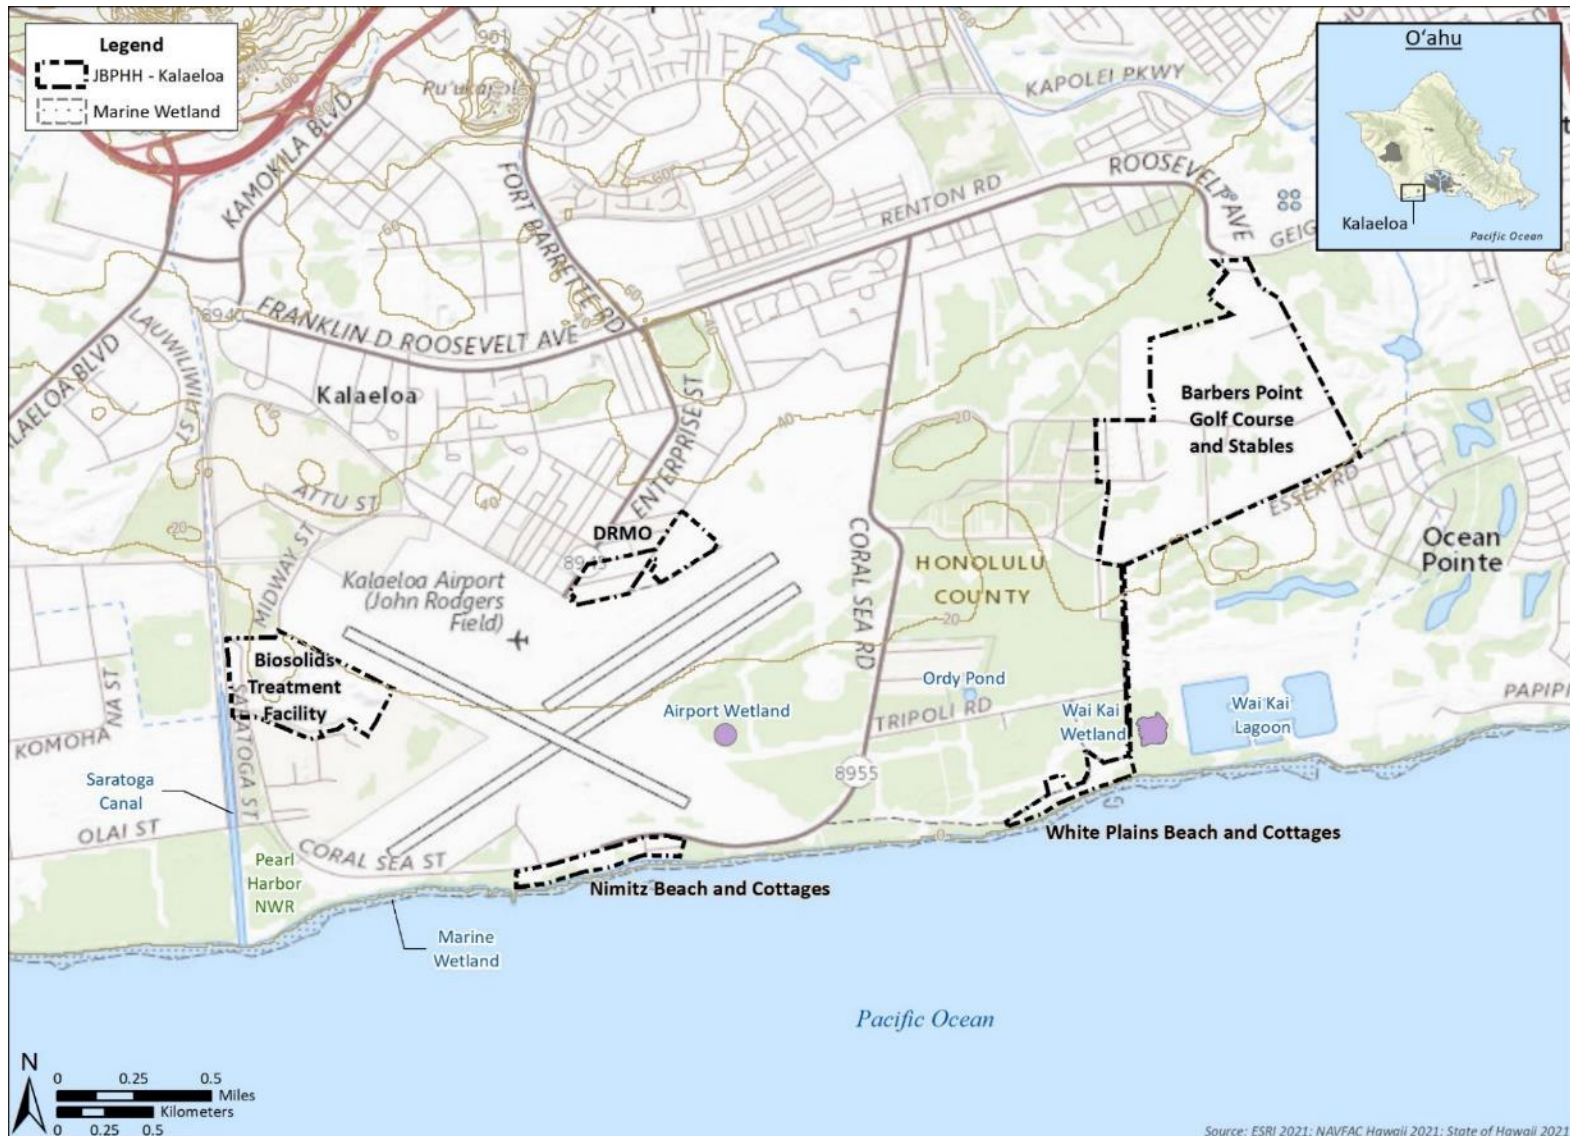 Legend
JBPHH - Kalaeloa
Marine Wetland
Oʻahu
Kalaeloa
Pacific Ocean
901
KAPOLEI PKWY
KAMOKILA BLVD
FORT BARRETTE RD
ROOSEVELT AVE
RENTON RD
8940
FRANKLIN D ROOSEVELT AVE
LAUWILIWILI ST
Kalaeloa
ENTERPRISE ST
Barbers Point
Golf Course
and Stables
ESSEX RD
Ocean
Pointe
ATTU ST
MIDWAY ST
DRMO
CORAL SEA RD
HONOLULU
COUNTY
Kalaeloa Airport
(John Rodgers
Field)
Biosolids
Treatment
Facility
SARATOGA ST
Airport Wetland
Ordy Pond
TRIPOLI RD
Wai Kai
Wetland
Wai Kai
Lagoon
8955
Saratoga
Canal
OLAI ST
CORAL SEA ST
Pearl
Harbor
NWR
White Plains Beach and Cottages
Nimitz Beach and Cottages
Marine
Wetland
Pacific Ocean
N
0 0.25 0.5
Miles
Kilometers
0 0.25 0.5
Source: ESRI 2021; NAVFAC Hawaii 2021; State of Hawaii 2021